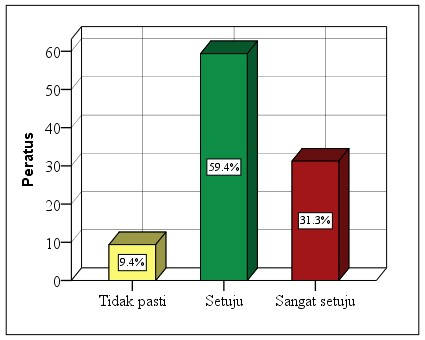 Peratus
60
50
40
30
20
10
0
9.4%
59.4%
31.3%
Tidak pasti
Setuju
Sangat setuju